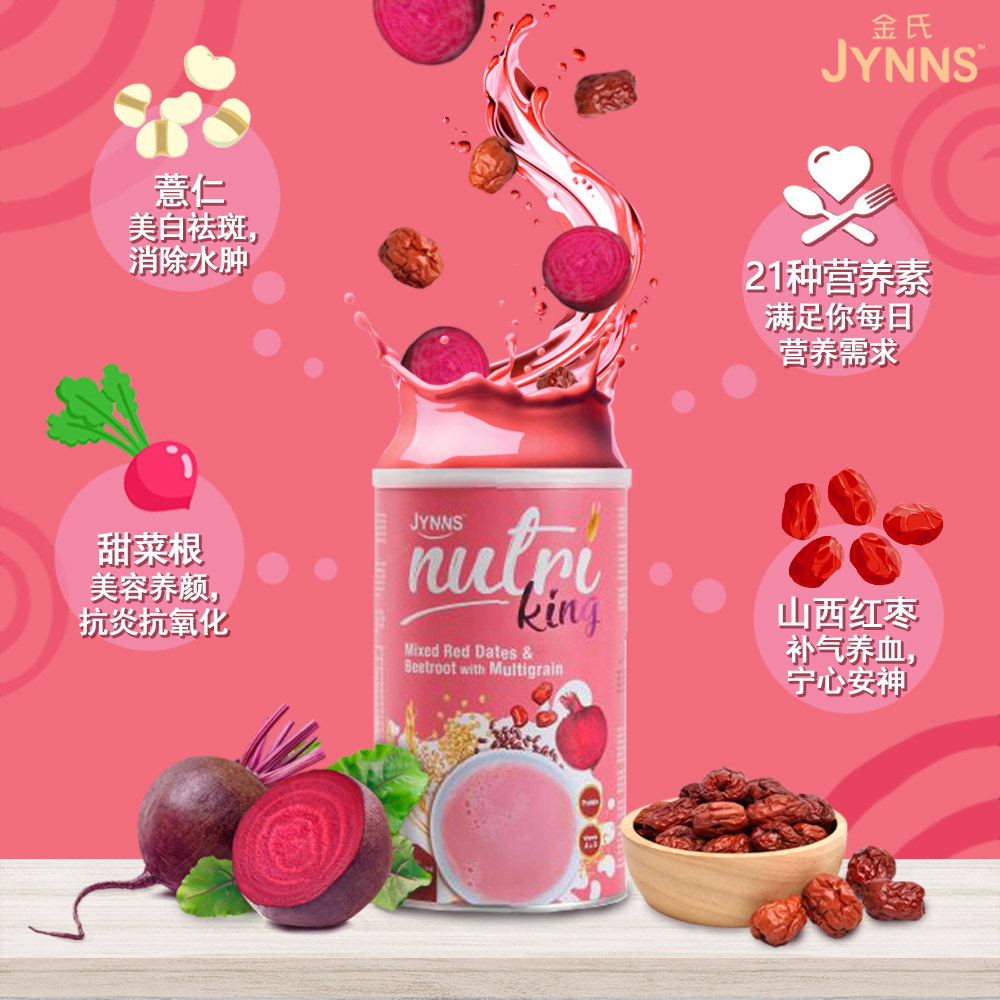 金氏
JYNNS™
薏仁
美白祛斑,
消除水肿
21种营养素
满足你每日
营养需求
甜菜根
美容养颜,
抗炎抗氧化
山西红枣
补气养血,
宁心安神
JYNNS™
nutri
king
Mixed Red Dates &
Beetroot with Multigrain
Protein